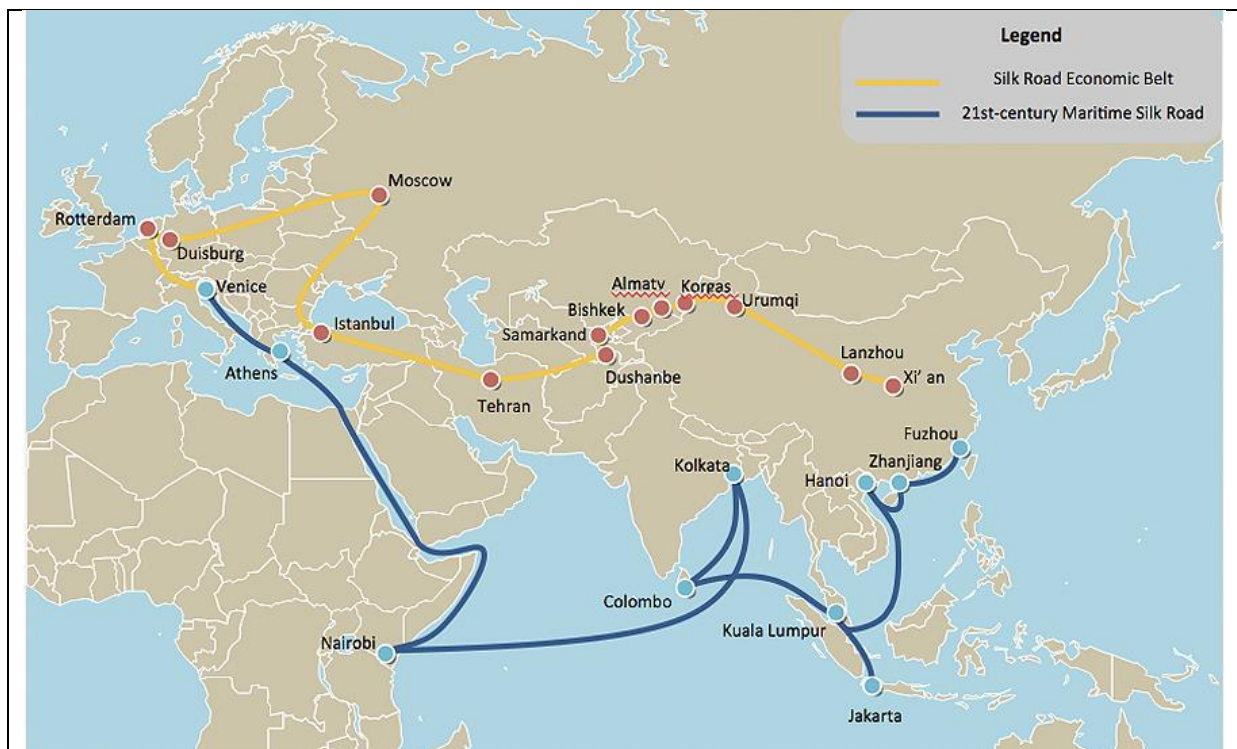 Legend
Silk Road Economic Belt
21st-century Maritime Silk Road
Moscow
Rotterdam
Duisburg
Venice
Almatv
Korgas
Bishkek
Urumqi
Istanbul
Samarkand
Athens
Dushanbe
Lanzhou
Xi' an
Tehran
Fuzhou
Zhanjiang
Kolkata
Hanoi
Colombo
Kuala Lumpur
Nairobi
Jakarta